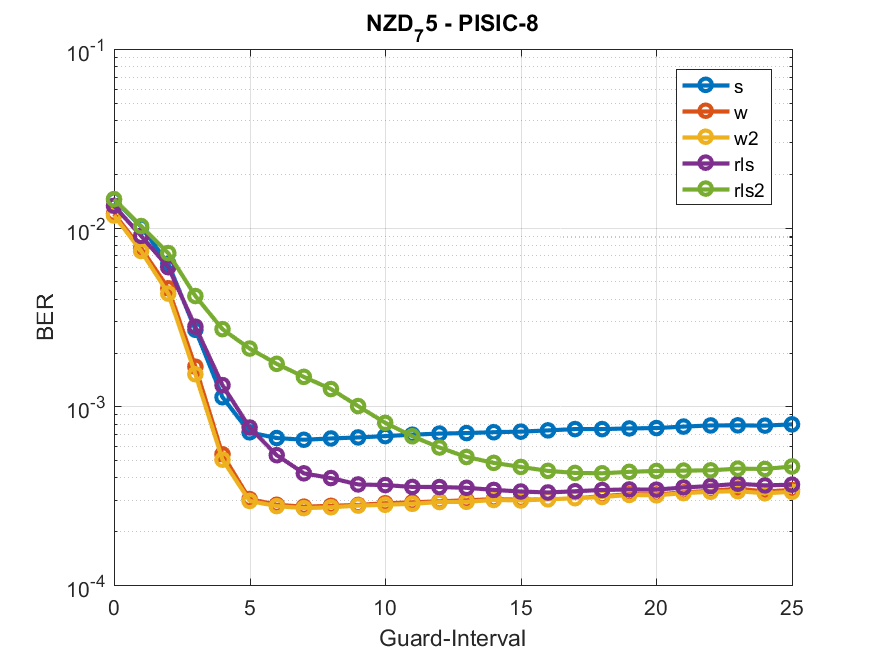 NZD₇5 - PISIC-8
10⁻¹
10⁻²
10⁻³
10⁻⁴
BER
s
w
w2
rls
rls2
0 5 10 15 20 25
Guard-Interval